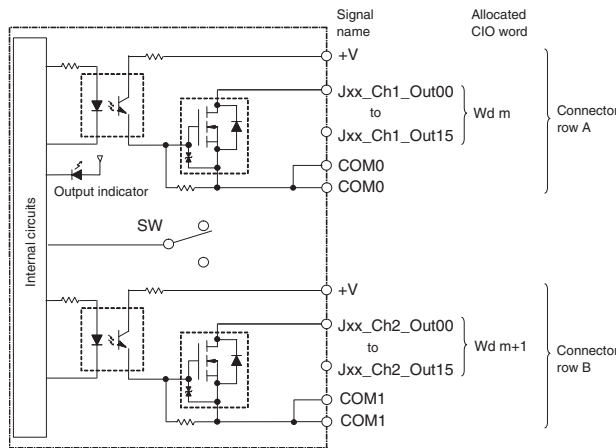 Signal
name
Allocated
CIO word
+V
Jxx_Ch1_Out00
to
Jxx_Ch1_Out15
Wd m
Connector
row A
COM0
COM0
Output indicator
Internal circuits
SW
+V
Jxx_Ch2_Out00
to
Jxx_Ch2_Out15
Wd m+1
Connector
row B
COM1
COM1